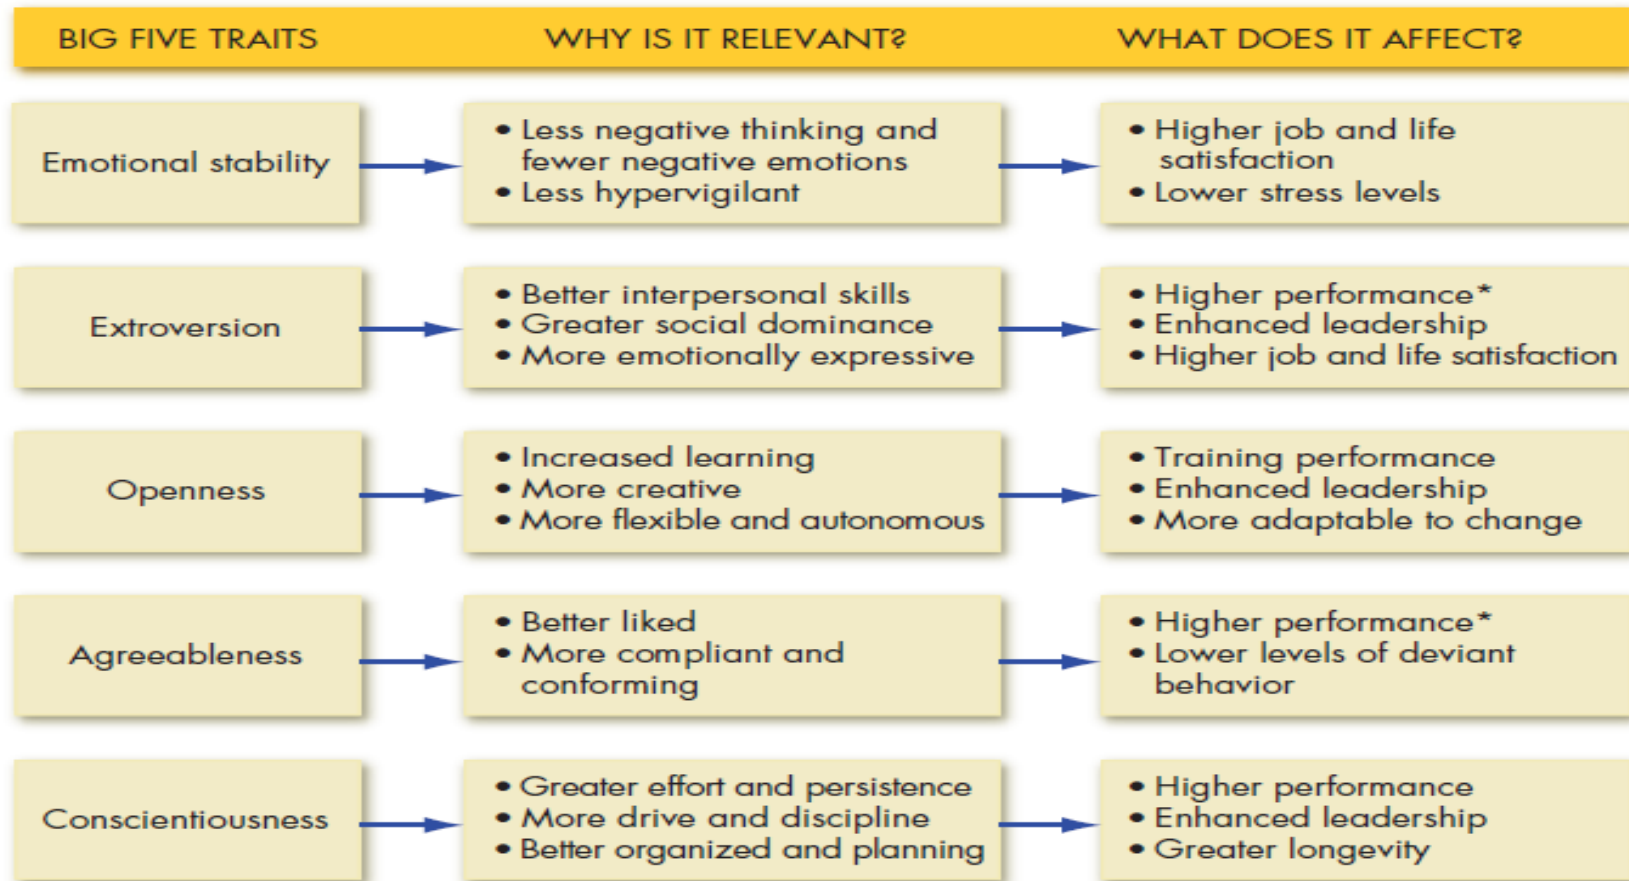 BIG FIVE TRAITS
WHY IS IT RELEVANT?
WHAT DOES IT AFFECT?
Emotional stability
• Less negative thinking and
fewer negative emotions
• Less hypervigilant
• Higher job and life
satisfaction
• Lower stress levels
Extroversion
• Better interpersonal skills
• Greater social dominance
• More emotionally expressive
• Higher performance*
• Enhanced leadership
• Higher job and life satisfaction
Openness
• Increased learning
• More creative
• More flexible and autonomous
• Training performance
• Enhanced leadership
• More adaptable to change
Agreeableness
• Better liked
• More compliant and
conforming
• Higher performance*
• Lower levels of deviant
behavior
Conscientiousness
• Greater effort and persistence
• More drive and discipline
• Better organized and planning
• Higher performance
• Enhanced leadership
• Greater longevity